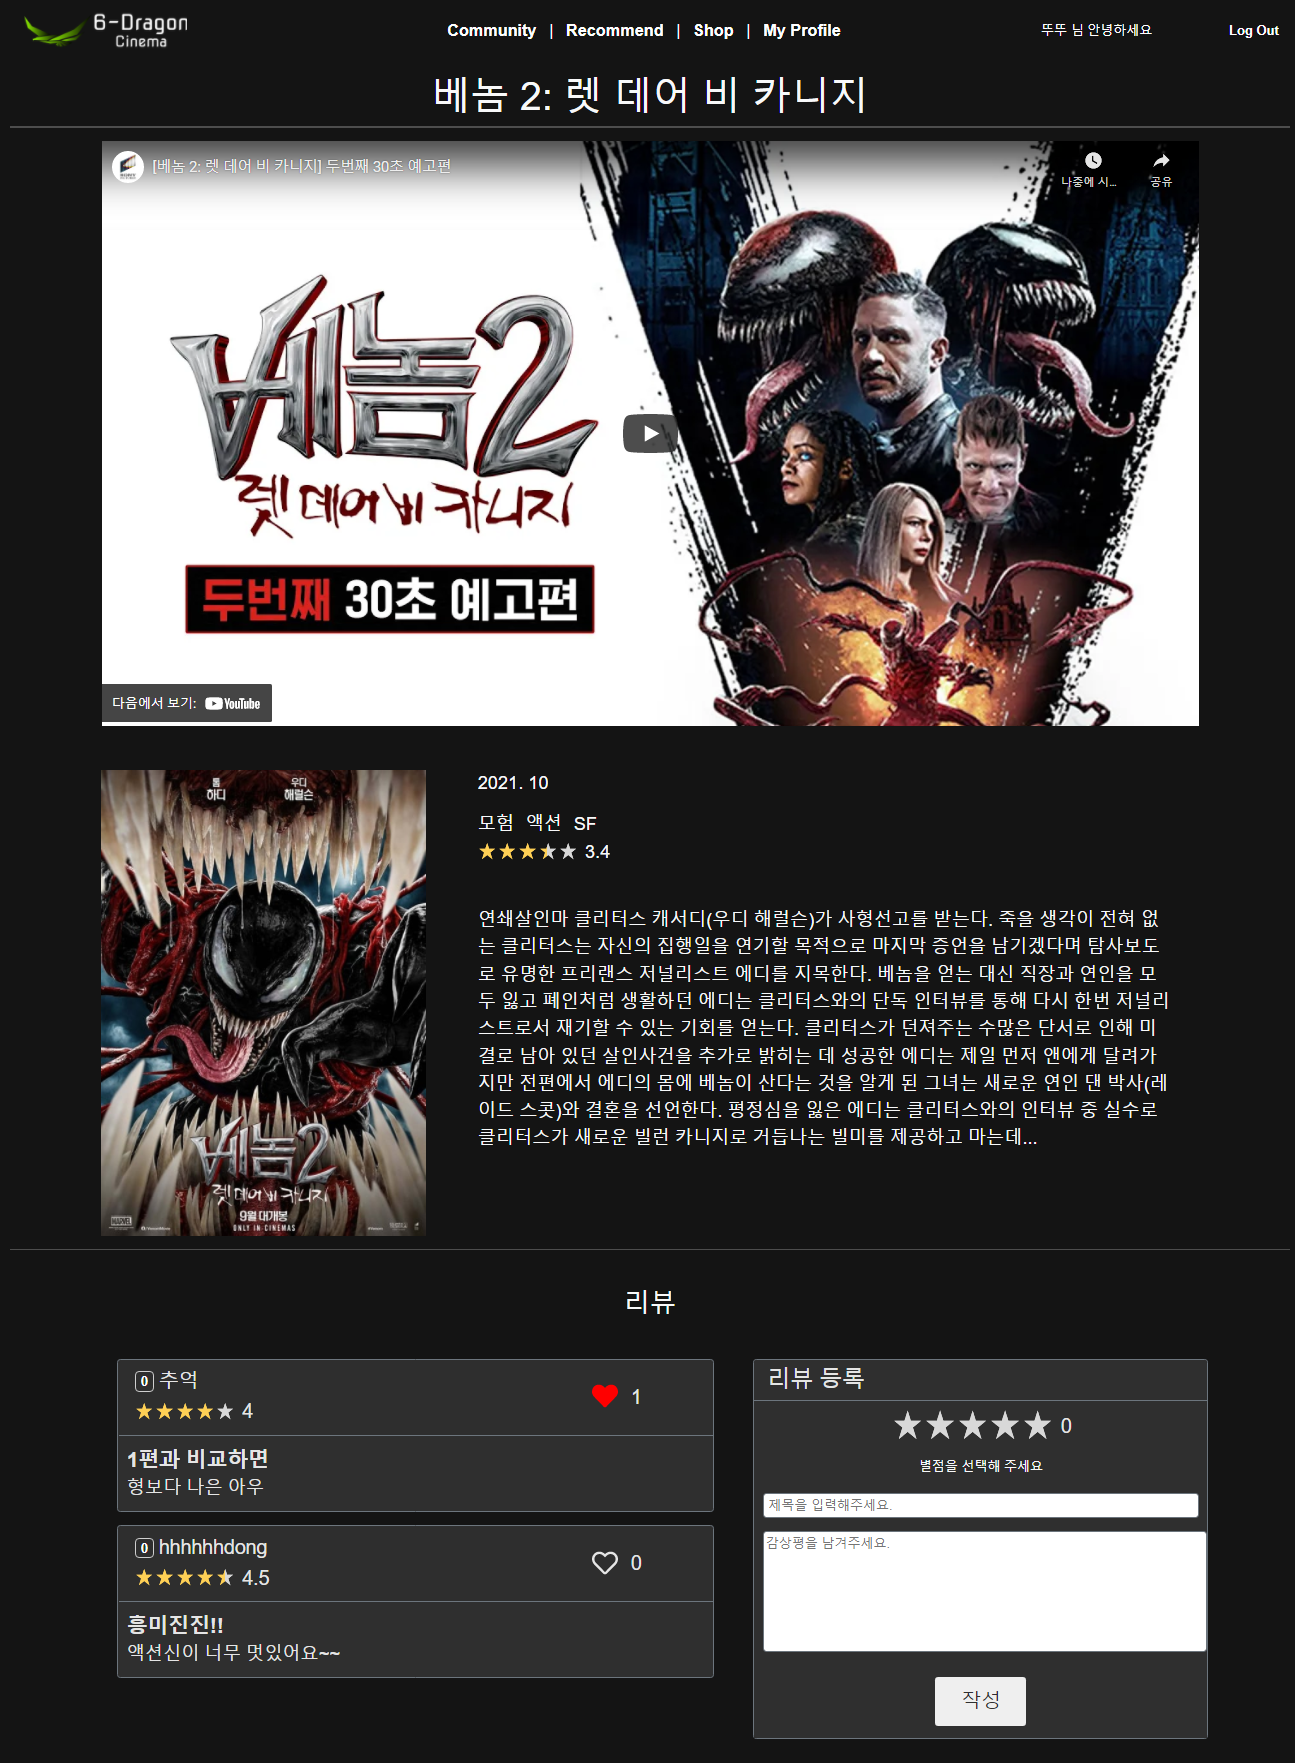 6-Dragon
Cinema
Community | Recommend | Shop | My Profile
뚜뚜 님 안녕하세요
Log Out
베놈 2: 렛 데어 비 카니지
[베놈 2: 렛 데어 비 카니지] 두번째 30초 예고편
나중에 시...
공유
베놈2
렛 데어 비 카니지
두번째 30초 예고편
다음에서 보기: YouTube
톰 하디
우디 해럴슨
베놈2
렛 데어 비 카니지
9월 대개봉
ONLY IN CINEMAS
MARVEL
2021. 10
모험 액션 SF
3.4
연쇄살인마 클리터스 캐서디(우디 해럴슨)가 사형선고를 받는다. 죽을 생각이 전혀 없
는 클리터스는 자신의 집행일을 연기할 목적으로 마지막 증언을 남기겠다며 탐사보도
로 유명한 프리랜스 저널리스트 에디를 지목한다. 베놈을 얻는 대신 직장과 연인을 모
두 잃고 폐인처럼 생활하던 에디는 클리터스와의 단독 인터뷰를 통해 다시 한번 저널리
스트로서 재기할 수 있는 기회를 얻는다. 클리터스가 던져주는 수많은 단서로 인해 미
결로 남아 있던 살인사건을 추가로 밝히는 데 성공한 에디는 제일 먼저 앤에게 달려가
지만 전편에서 에디의 몸에 베놈이 산다는 것을 알게 된 그녀는 새로운 연인 댄 박사(레
이드 스콧)와 결혼을 선언한다. 평정심을 잃은 에디는 클리터스와의 인터뷰 중 실수로
클리터스가 새로운 빌런 카니지로 거듭나는 빌미를 제공하고 마는데...
리뷰
0 추억
4
1
1편과 비교하면
형보다 나은 아우
0 hhhhhhdong
4.5
0
흥미진진!!
액션신이 너무 멋있어요~~
리뷰 등록
0
별점을 선택해 주세요
제목을 입력해주세요.
감상평을 남겨주세요.
작성